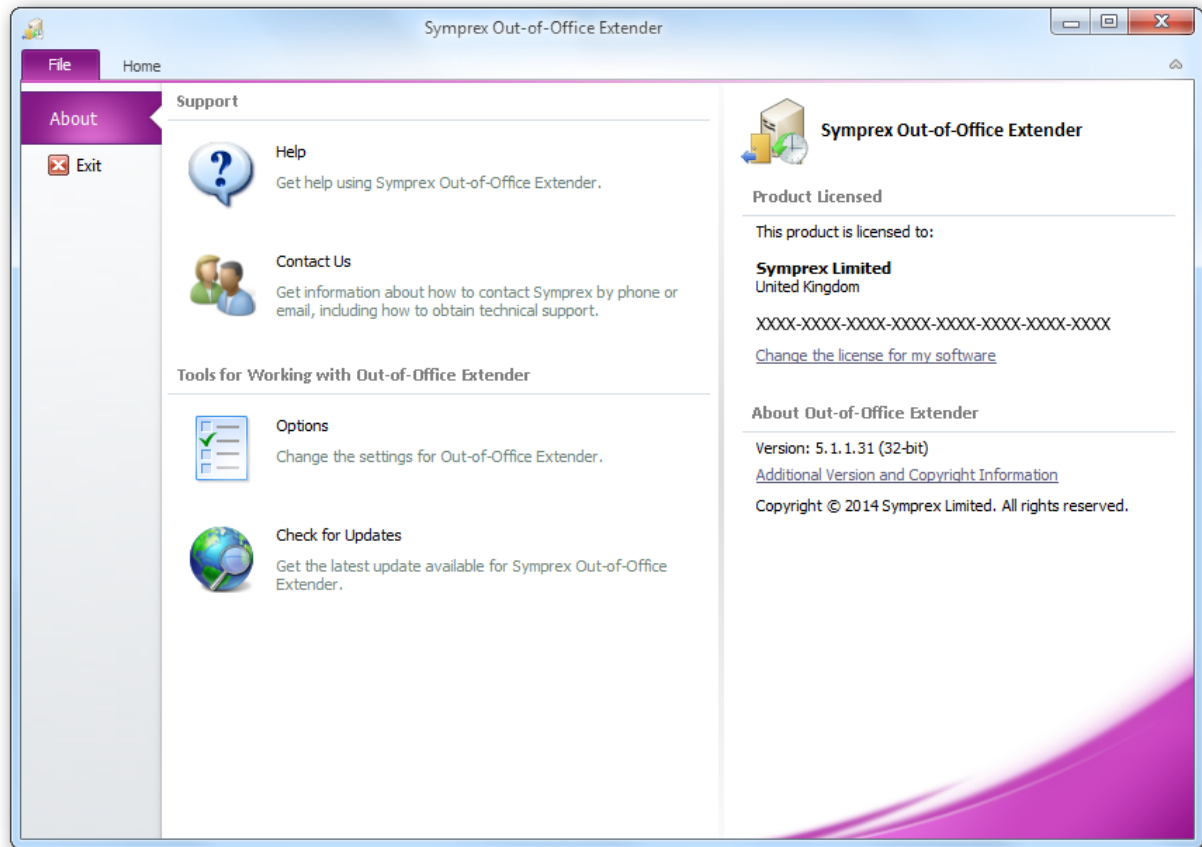 Symprex Out-of-Office Extender
File
Home
About
Exit
Support
Help
Get help using Symprex Out-of-Office Extender.
Contact Us
Get information about how to contact Symprex by phone or
email, including how to obtain technical support.
Tools for Working with Out-of-Office Extender
Options
Change the settings for Out-of-Office Extender.
Check for Updates
Get the latest update available for Symprex Out-of-Office
Extender.
Symprex Out-of-Office Extender
Product Licensed
This product is licensed to:
Symprex Limited
United Kingdom
XXXX-XXXX-XXXX-XXXX-XXXX-XXXX-XXXX-XXXX
Change the license for my software
About Out-of-Office Extender
Version: 5.1.1.31 (32-bit)
Additional Version and Copyright Information
Copyright © 2014 Symprex Limited. All rights reserved.